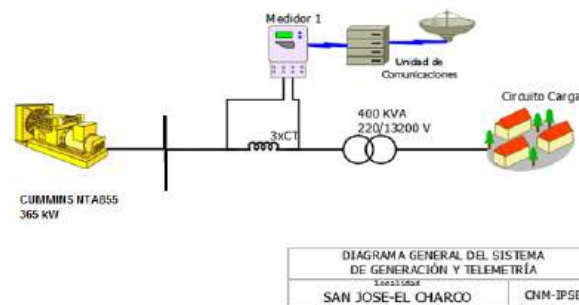 Medidor 1
Unidad de
Comunicaciones
Circuito Carga
400 KVA
220/13200 V
3xCT
CUMMINS NTA855
365 kW
DIAGRAMA GENERAL DEL SISTEMA
DE GENERACIÓN Y TELEMETRÍA
Localidad
SAN JOSE-EL CHARCO
CNM-IPSE